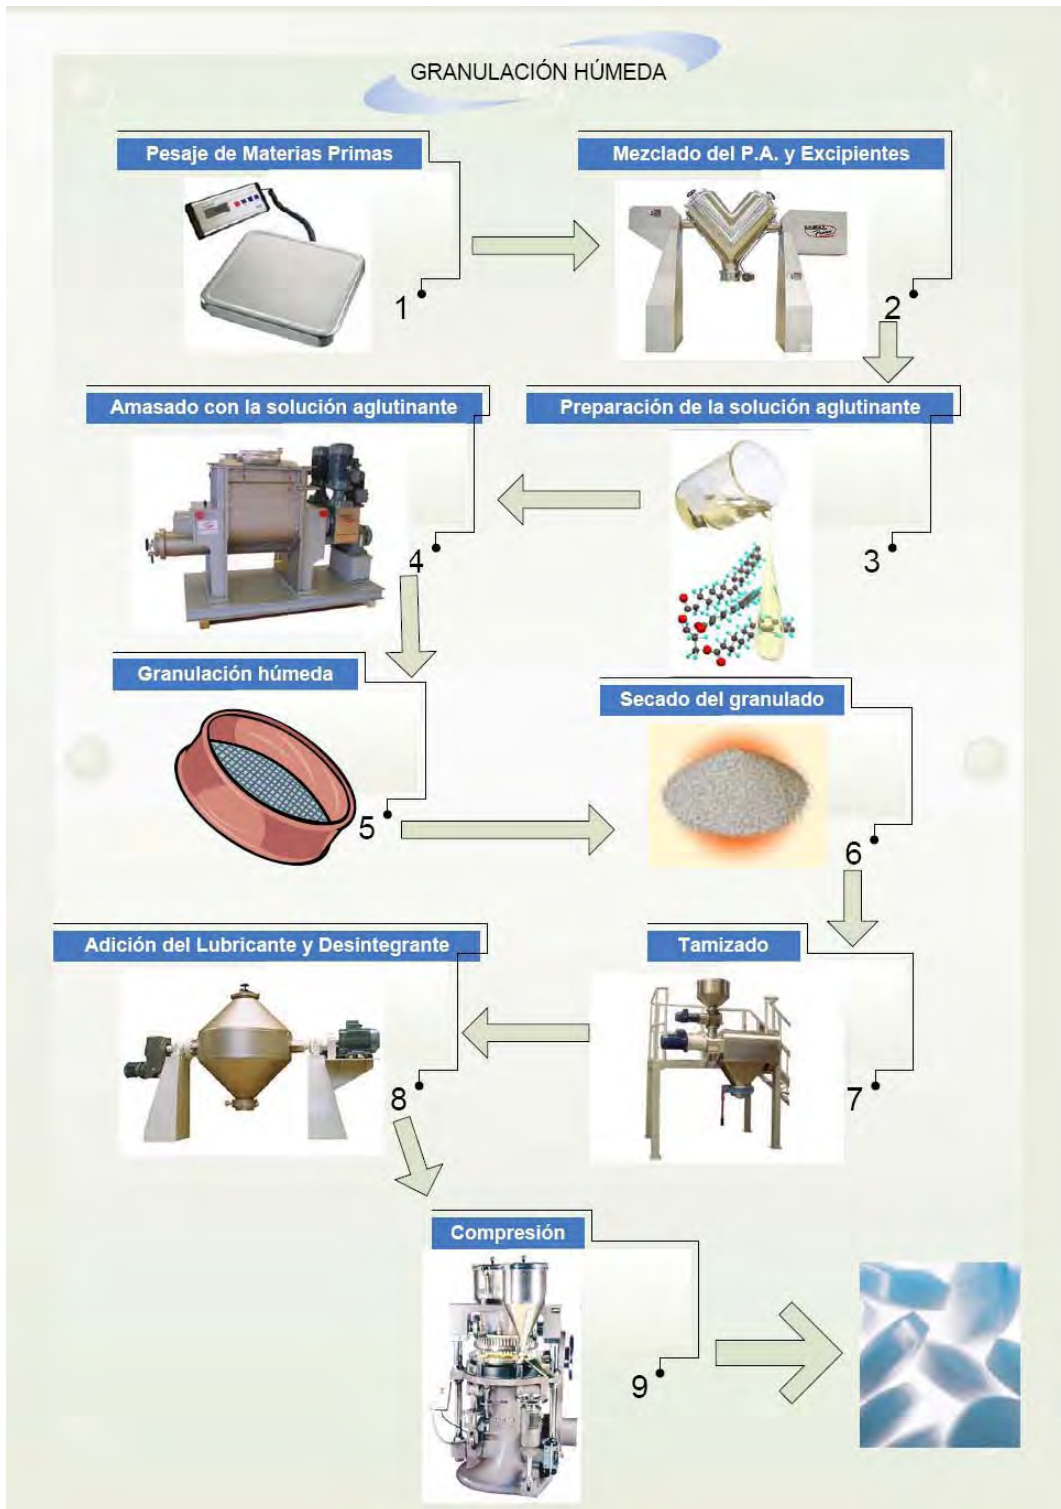 GRANULACIÓN HÚMEDA
Pesaje de Materias Primas
1
Mezclado del P.A. y Excipientes
2
Preparación de la solución aglutinante
3
Amasado con la solución aglutinante
4
Granulación húmeda
5
Secado del granulado
6
Tamizado
7
Adición del Lubricante y Desintegrante
8
Compresión
9